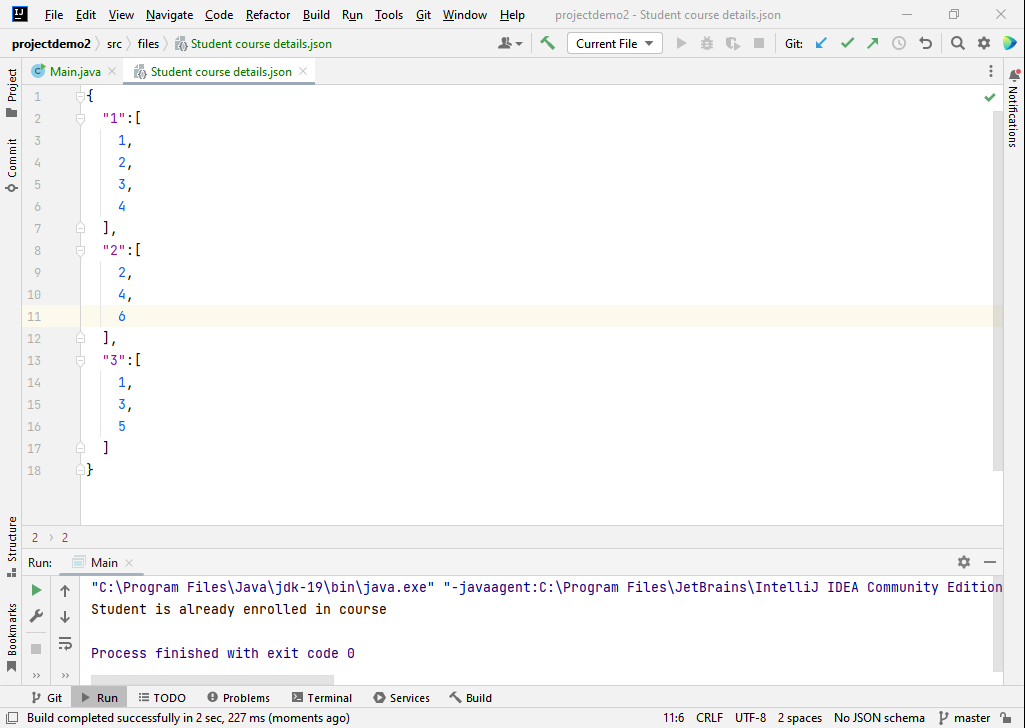 File Edit View Navigate Code Refactor Build Run Tools Git Window Help projectdemo2 - Student course details.json
projectdemo2 src files Student course details.json Current File Git:
Main.java Student course details.json
Project
Commit
Structure
Bookmarks
Notifications
1 {
2 "1":[
3 1,
4 2,
5 3,
6 4
7 ],
8 "2":[
9 2,
10 4,
11 6
12 ],
13 "3":[
14 1,
15 3,
16 5
17 ]
18 }
2 › 2
Run: Main
"C:\Program Files\Java\jdk-19\bin\java.exe" "-javaagent:C:\Program Files\JetBrains\IntelliJ IDEA Community Edition
Student is already enrolled in course
Process finished with exit code 0
Git Run TODO Problems Terminal Services Build
Build completed successfully in 2 sec, 227 ms (moments ago) 11:6 CRLF UTF-8 2 spaces No JSON schema master